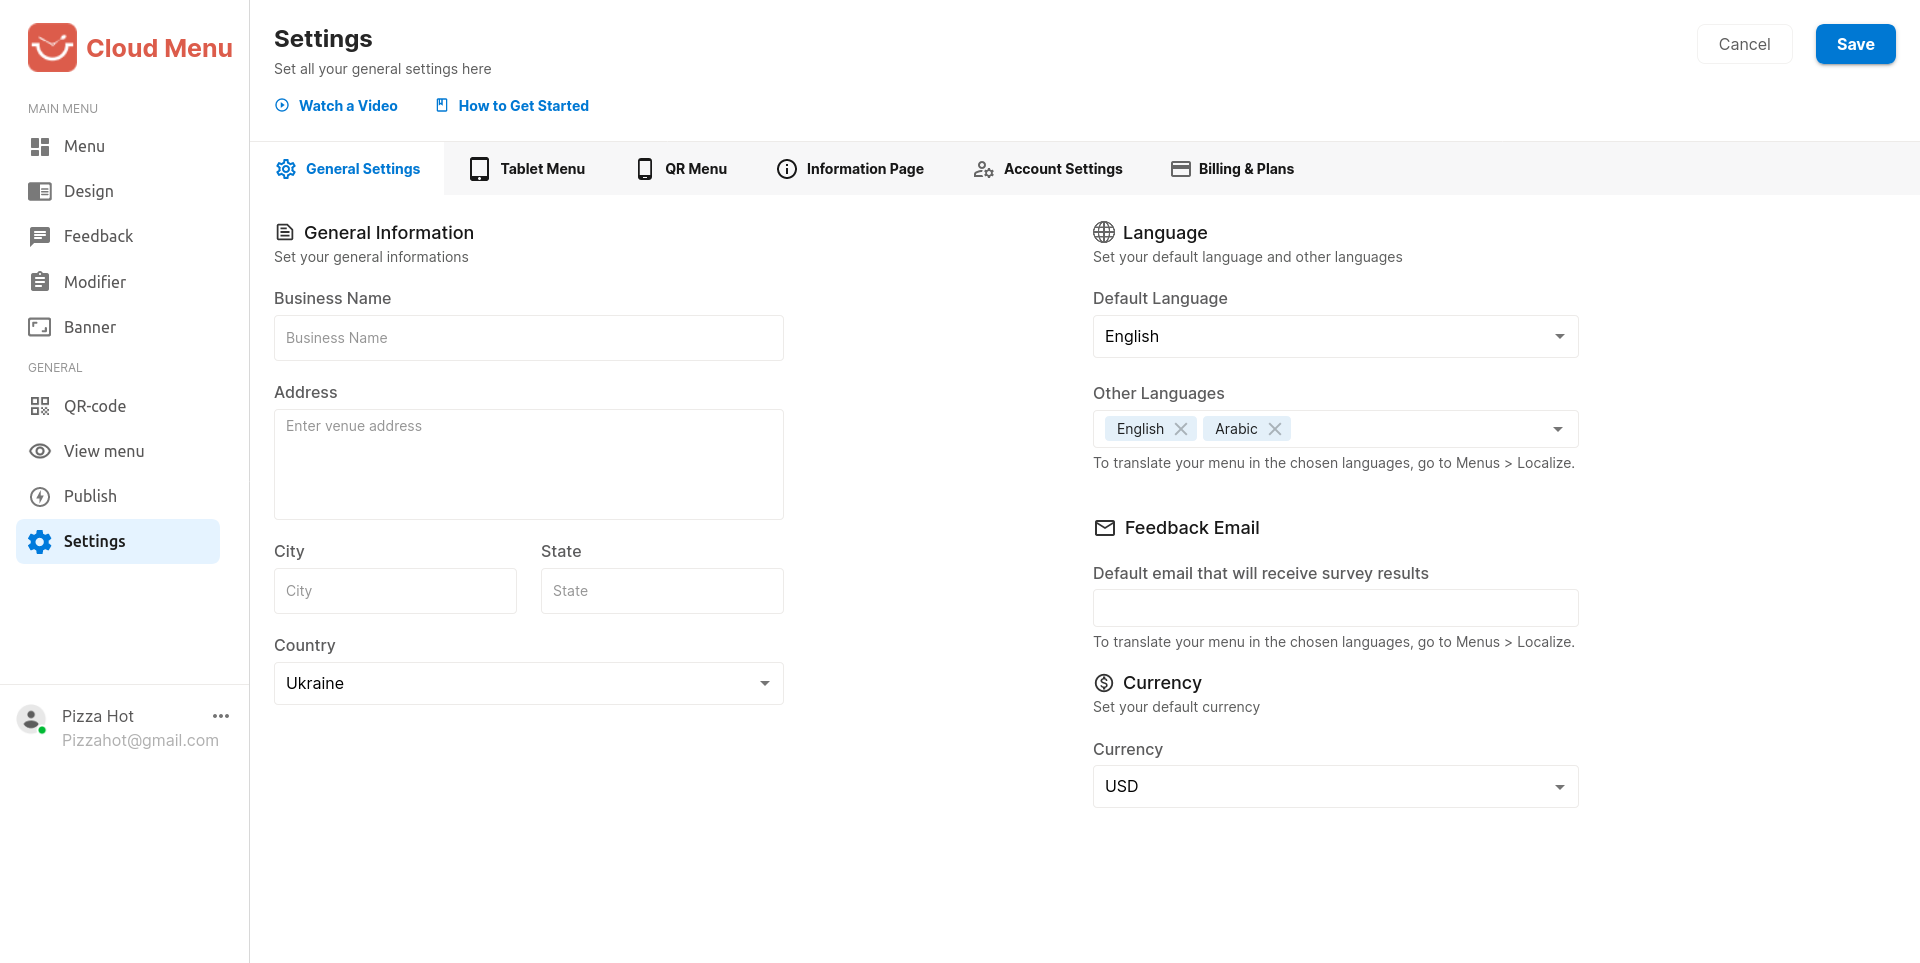 Cloud Menu
MAIN MENU
Menu
Design
Feedback
Modifier
Banner
GENERAL
QR-code
View menu
Publish
Settings
Pizza Hot
Pizzahot@gmail.com
Settings
Set all your general settings here
Watch a Video How to Get Started
Cancel Save
General Settings Tablet Menu QR Menu Information Page Account Settings Billing & Plans
General Information
Set your general informations
Business Name
Business Name
Address
Enter venue address
City State
City State
Country
Ukraine
Language
Set your default language and other languages
Default Language
English
Other Languages
English Arabic
To translate your menu in the chosen languages, go to Menus > Localize.
Feedback Email
Default email that will receive survey results
To translate your menu in the chosen languages, go to Menus > Localize.
Currency
Set your default currency
Currency
USD